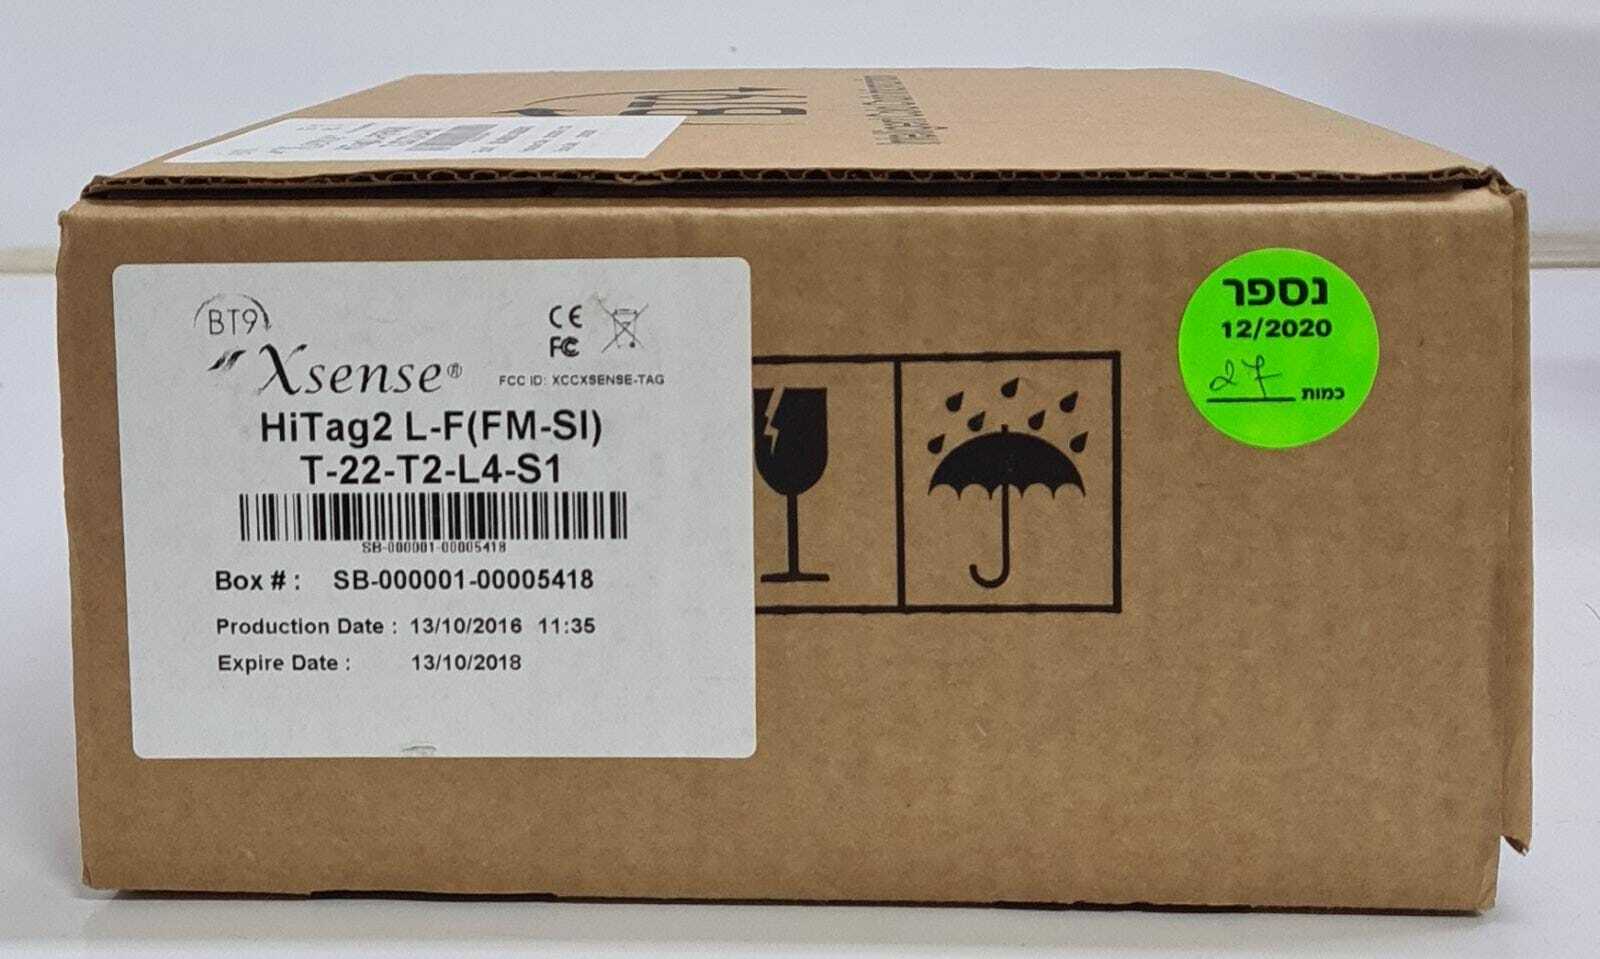 BT9
Xsense®
CE
FC
FCC ID: XCCXSENSE-TAG
HiTag2 L-F(FM-SI)
T-22-T2-L4-S1
SB-000001-00005418
Box # : SB-000001-00005418
Production Date : 13/10/2016 11:35
Expire Date : 13/10/2018
נספר
12/2020
כמות 27